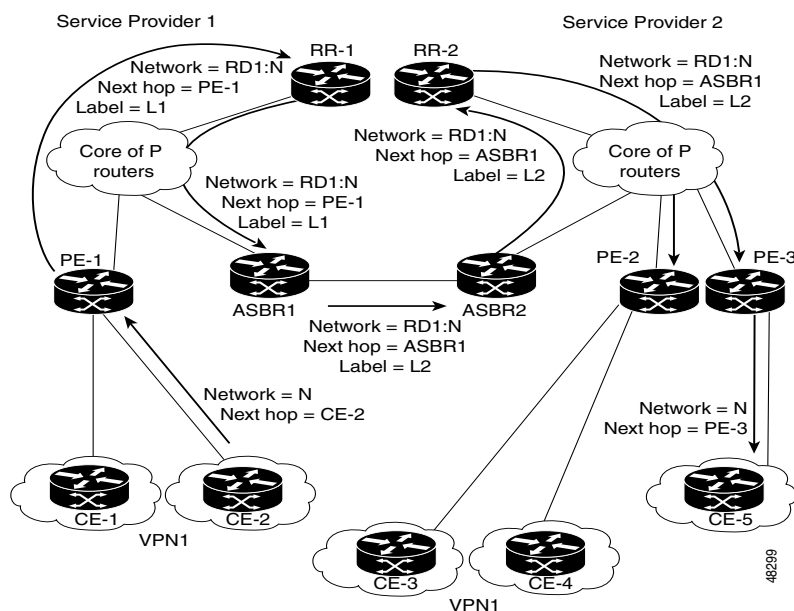 Service Provider 1
Service Provider 2
RR-1
RR-2
Network = RD1:N
Next hop = PE-1
Label = L1
Network = RD1:N
Next hop = ASBR1
Label = L2
Core of P
routers
Network = RD1:N
Next hop = ASBR1
Label = L2
Core of P
routers
Network = RD1:N
Next hop = PE-1
Label = L1
PE-1
PE-2
PE-3
ASBR1
ASBR2
Network = RD1:N
Next hop = ASBR1
Label = L2
Network = N
Next hop = CE-2
Network = N
Next hop = PE-3
CE-1
CE-2
CE-5
VPN1
CE-3
CE-4
VPN1
48299